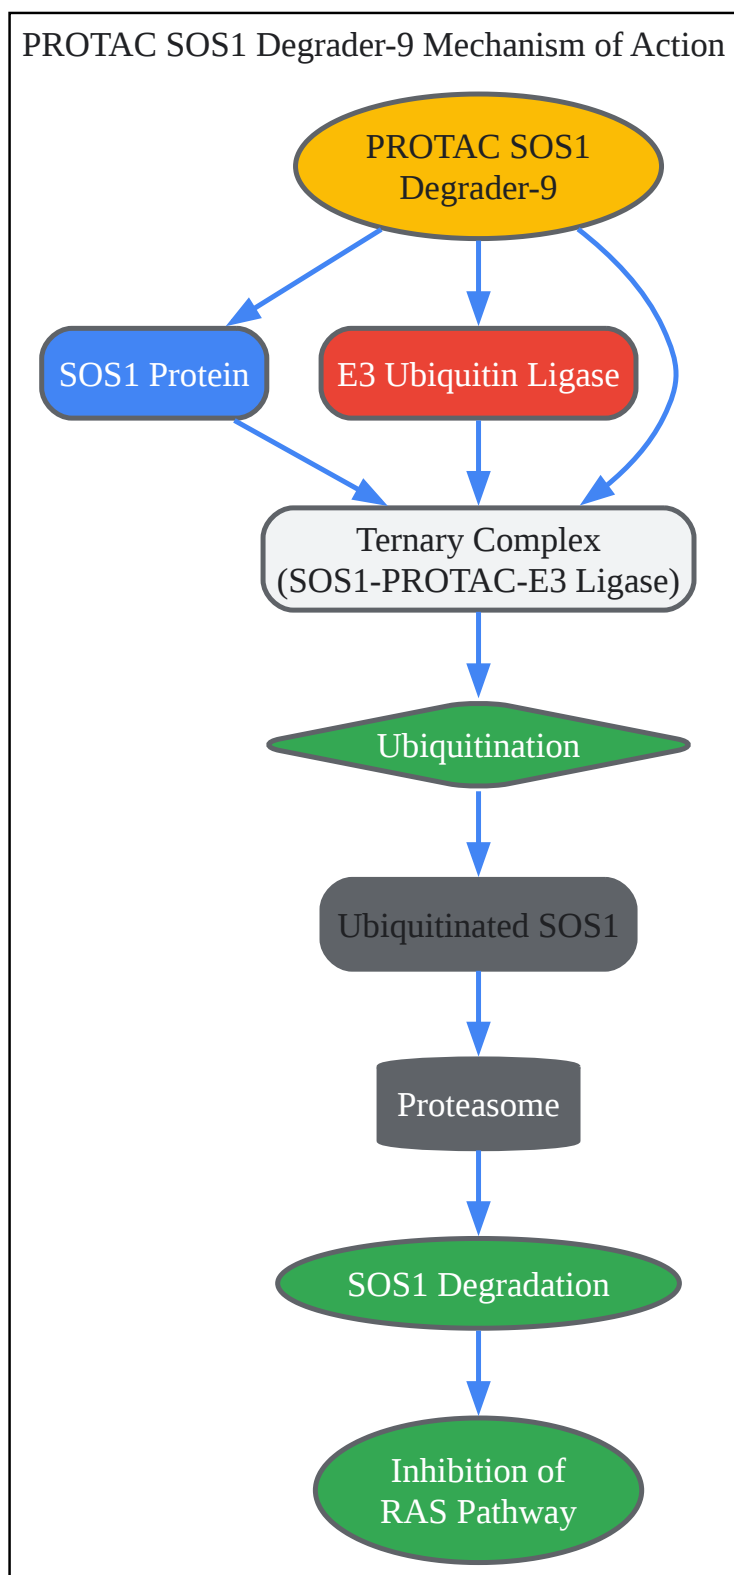 PROTAC SOS1 Degrader-9 Mechanism of Action
PROTAC SOS1
Degrader-9
SOS1 Protein
E3 Ubiquitin Ligase
Ternary Complex
(SOS1-PROTAC-E3 Ligase)
Ubiquitination
Ubiquitinated SOS1
Proteasome
SOS1 Degradation
Inhibition of
RAS Pathway